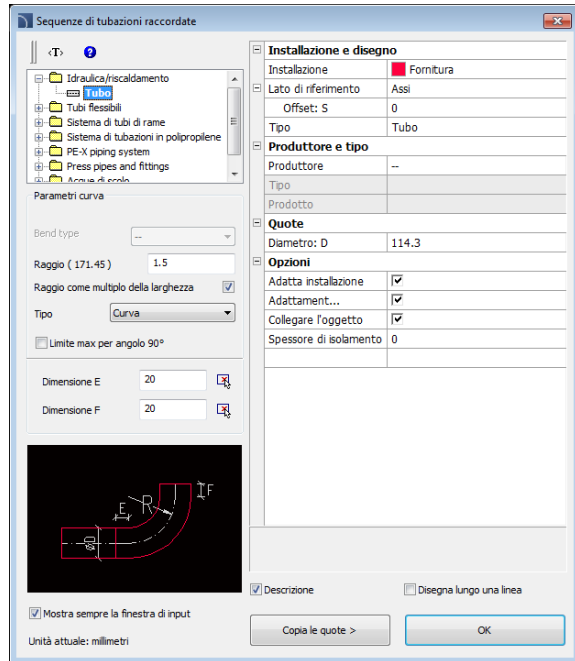 Sequenze di tubazioni raccordate
‹T›
Idraulica/riscaldamento
Tubo
Tubi flessibili
Sistema di tubi di rame
Sistema di tubazioni in polipropilene
PE-X piping system
Press pipes and fittings
Acque di scolo
Parametri curva
Bend type
--
Raggio ( 171.45 )
1.5
Raggio come multiplo della larghezza
Tipo
Curva
Limite max per angolo 90°
Dimensione E
20
Dimensione F
20
E
R
F
ØD
Mostra sempre la finestra di input
Unità attuale: millimetri
Installazione e disegno
Installazione
Fornitura
Lato di riferimento
Assi
Offset: S
0
Tipo
Tubo
Produttore e tipo
Produttore
--
Tipo
Prodotto
Quote
Diametro: D
114.3
Opzioni
Adatta installazione
Adattament...
Collegare l'oggetto
Spessore di isolamento
0
Descrizione
Disegna lungo una linea
Copia le quote >
OK